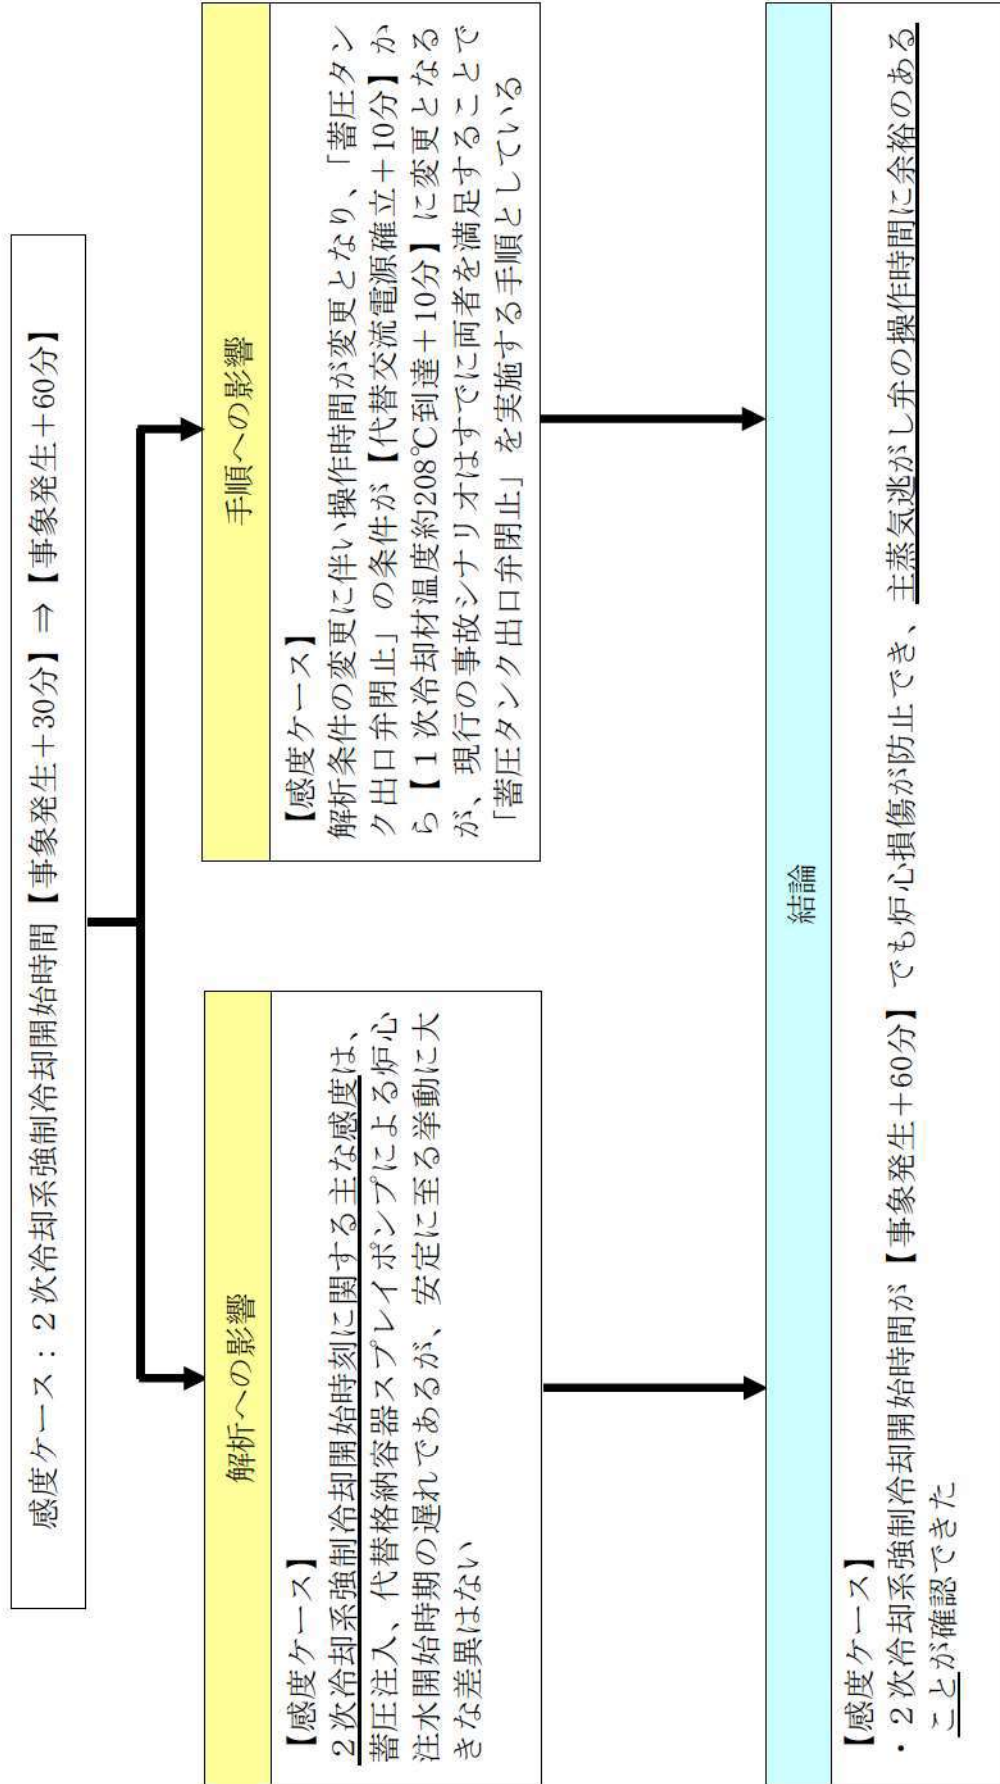 感度ケース：２次冷却系強制冷却開始時間【事象発生＋30分】⇒【事象発生＋60分】
解析への影響
【感度ケース】
２次冷却系強制冷却開始時刻に関する主な感度は、
蓄圧注入、代替格納容器スプレイポンプによる炉心
注水開始時期の遅れであるが、安定に至る挙動に大
きな差異はない
手順への影響
【感度ケース】
解析条件の変更に伴い操作時間が変更となり、「蓄圧タン
ク出口弁閉止」の条件が【代替交流電源確立＋10分】か
ら【１次冷却材温度約208℃到達＋10分】に変更となる
が、現行の事故シナリオはすでに両者を満足することで
「蓄圧タンク出口弁閉止」を実施する手順としている
結論
【感度ケース】
・２次冷却系強制冷却開始時間が【事象発生＋60分】でも炉心損傷が防止でき、主蒸気逃がし弁の操作時間に余裕のある
ことが確認できた